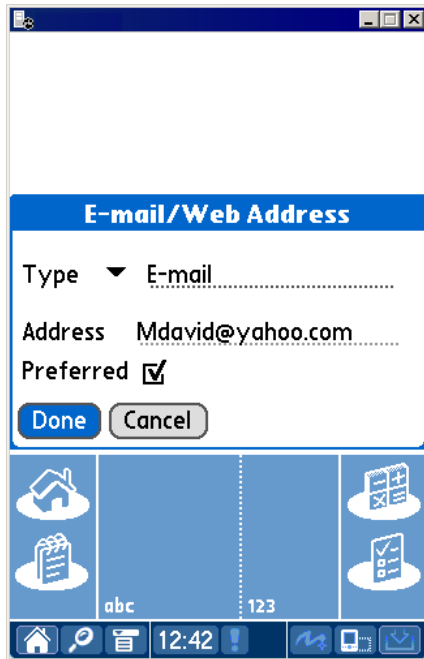 E-mail/Web Address
Type E-mail
Address Mdavid@yahoo.com
Preferred
Done Cancel
abc 123
12:42